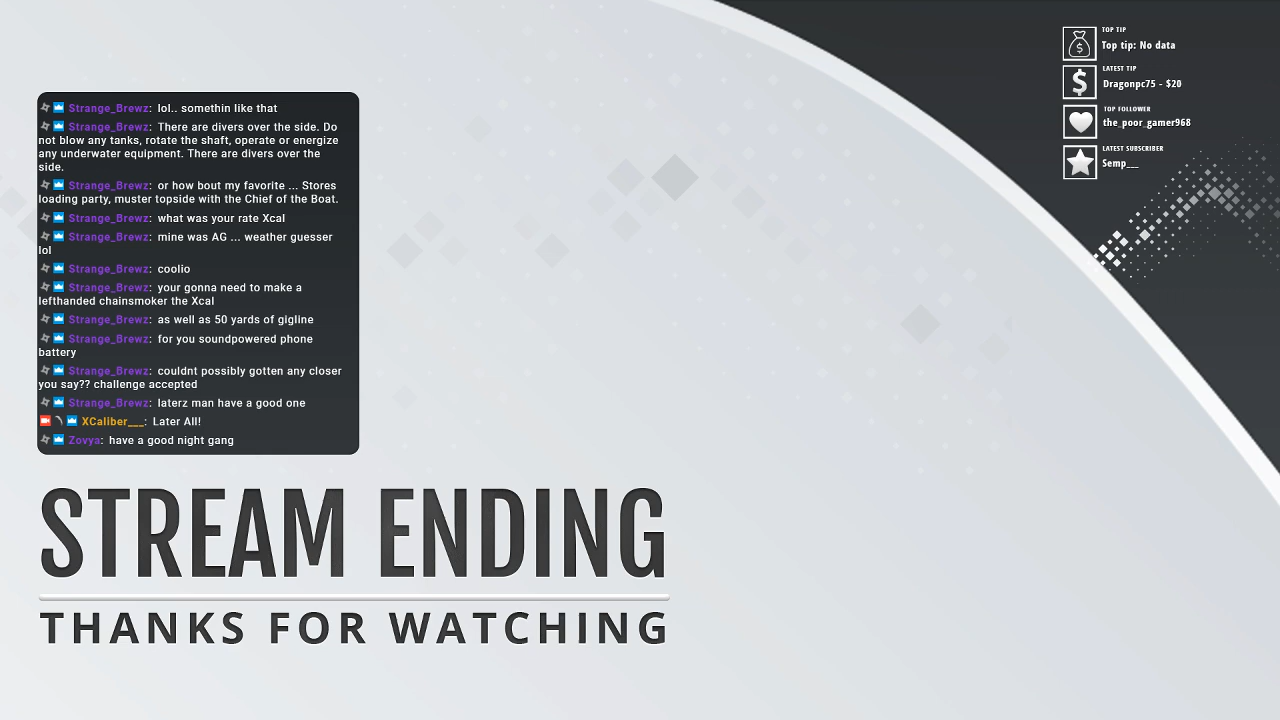 Strange_Brewz: lol.. somethin like that
Strange_Brewz: There are divers over the side. Do
not blow any tanks, rotate the shaft, operate or energize
any underwater equipment. There are divers over the
side.
Strange_Brewz: or how bout my favorite ... Stores
loading party, muster topside with the Chief of the Boat.
Strange_Brewz: what was your rate Xcal
Strange_Brewz: mine was AG ... weather guesser
lol
Strange_Brewz: coolio
Strange_Brewz: your gonna need to make a
lefthanded chainsmoker the Xcal
Strange_Brewz: as well as 50 yards of gigline
Strange_Brewz: for you soundpowered phone
battery
Strange_Brewz: couldnt possibly gotten any closer
you say?? challenge accepted
Strange_Brewz: laterz man have a good one
XCaliber___: Later All!
Zovya: have a good night gang
STREAM ENDING
THANKS FOR WATCHING
TOP TIP
Top tip: No data
LATEST TIP
Dragonpc75 - $20
TOP FOLLOWER
the_poor_gamer968
LATEST SUBSCRIBER
Semp___